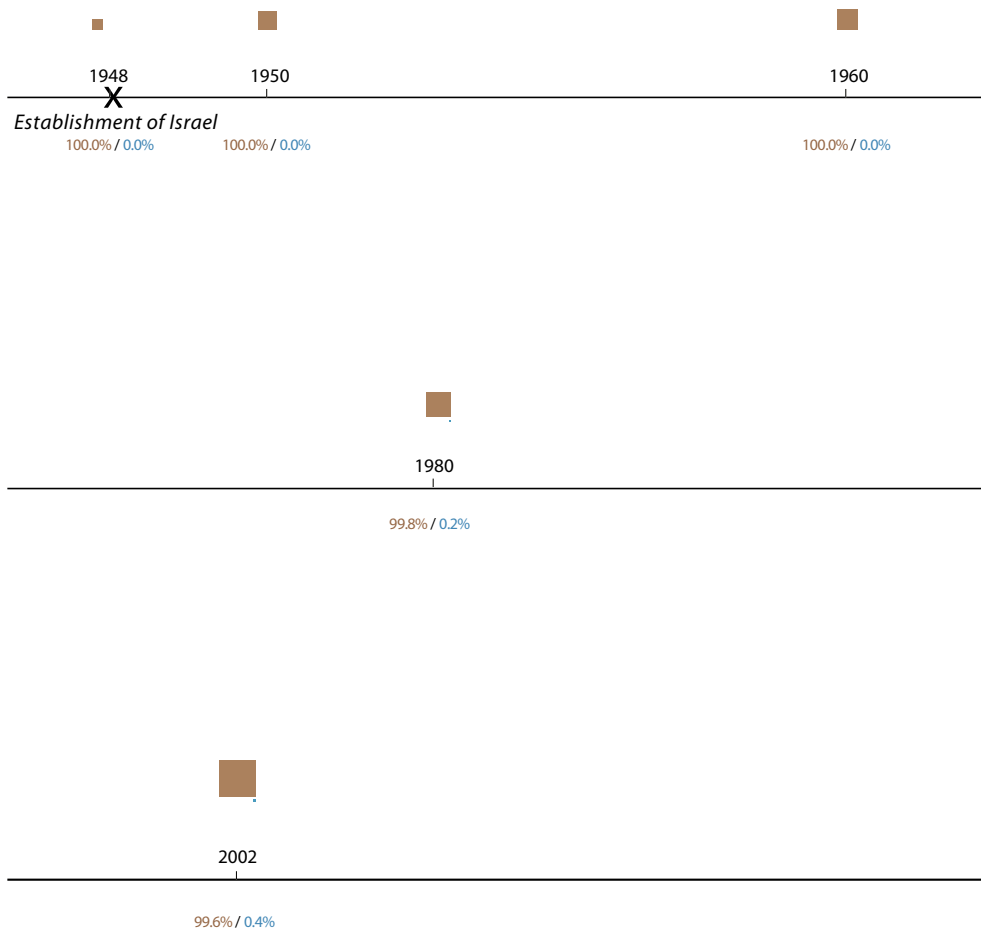 1948 1950 1960
X
Establishment of Israel
100.0% / 0.0% 100.0% / 0.0% 100.0% / 0.0%
1980
99.8% / 0.2%
2002
99.6% / 0.4%